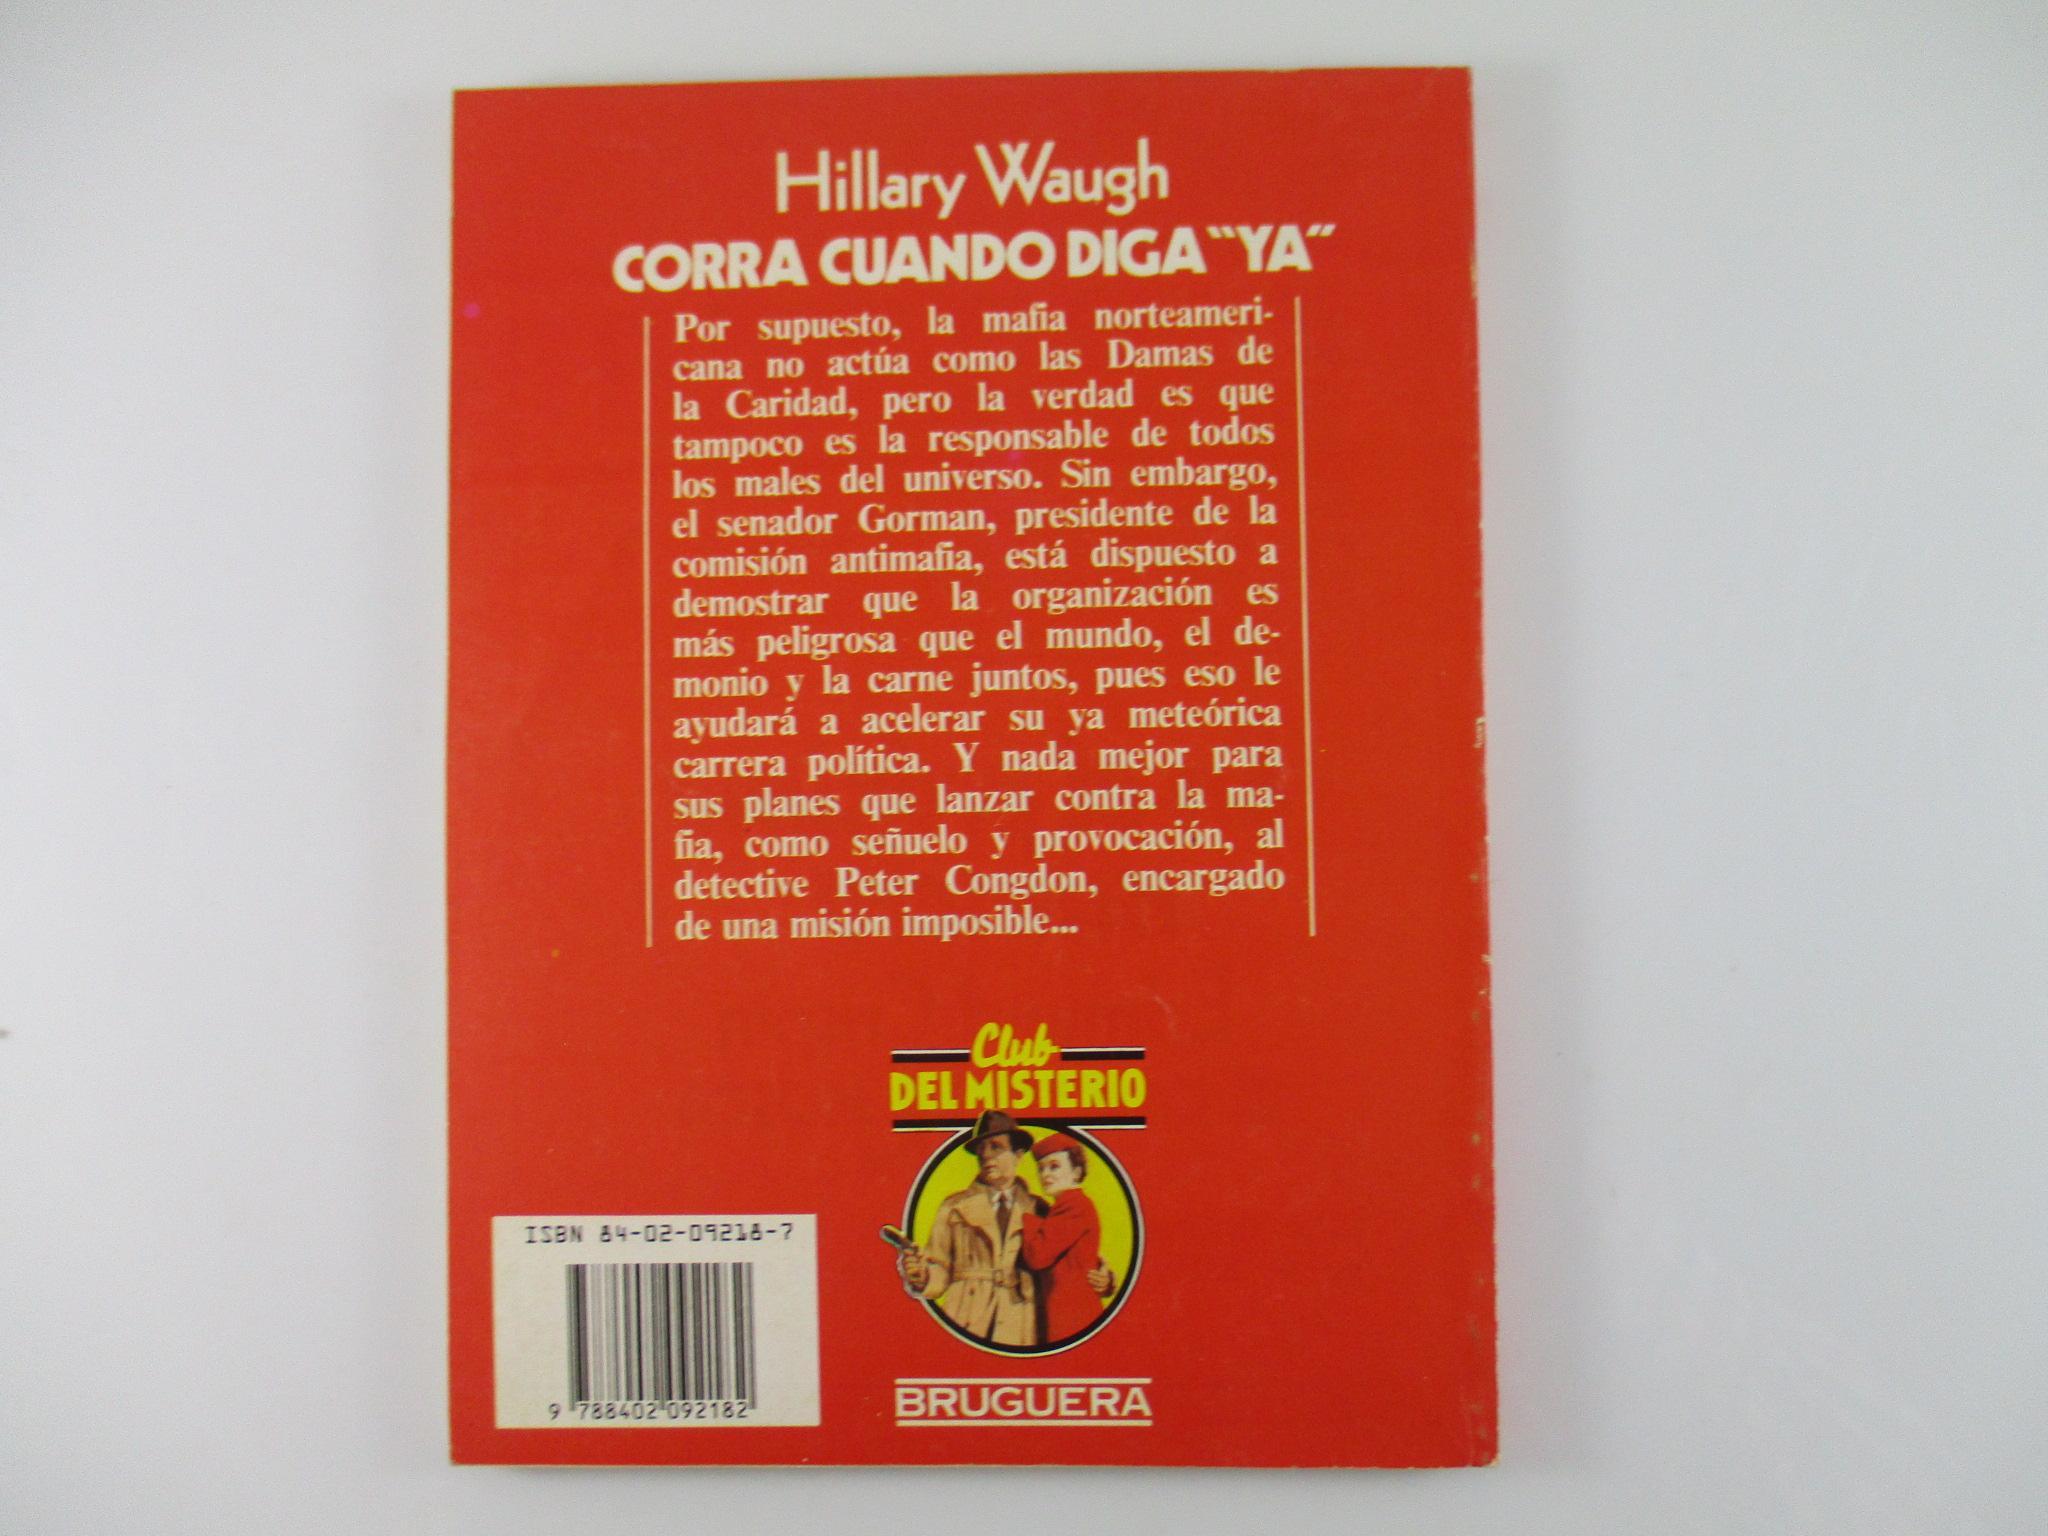 Hillary Waugh
CORRA CUANDO DIGA "YA"
Por supuesto, la mafia norteameri-
cana no actúa como las Damas de
la Caridad, pero la verdad es que
tampoco es la responsable de todos
los males del universo. Sin embargo,
el senador Gorman, presidente de la
comisión antimafia, está dispuesto a
demostrar que la organización es
más peligrosa que el mundo, el de-
monio y la carne juntos, pues eso le
ayudará a acelerar su ya meteórica
carrera política. Y nada mejor para
sus planes que lanzar contra la ma-
fia, como señuelo y provocación, al
detective Peter Congdon, encargado
de una misión imposible...
Club
DEL MISTERIO
ISBN 84-02-09218-7
9 788402 092182
BRUGUERA